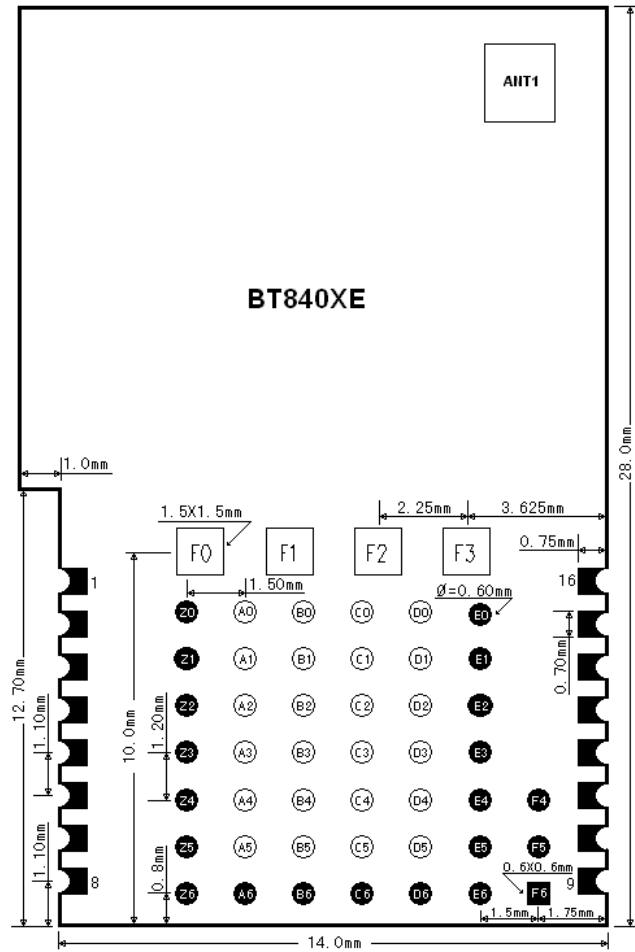 ANT1
BT840XE
28.0mm
1.0mm
1.5X1.5mm
2.25mm
3.625mm
F0 F1 F2 F3
0.75mm
1 16
1.50mm
Ø=0.60mm
Z0 A0 B0 C0 D0 E0
0.70mm
Z1 A1 B1 C1 D1 E1
12.70mm
10.0mm
Z2 A2 B2 C2 D2 E2
1.10mm
1.20mm
Z3 A3 B3 C3 D3 E3
Z4 A4 B4 C4 D4 E4 F4
Z5 A5 B5 C5 D5 E5 F5
1.10mm
0.8mm
0.6X0.6mm
8 9
Z6 A6 B6 C6 D6 E6 F6
1.5mm
1.75mm
14.0mm